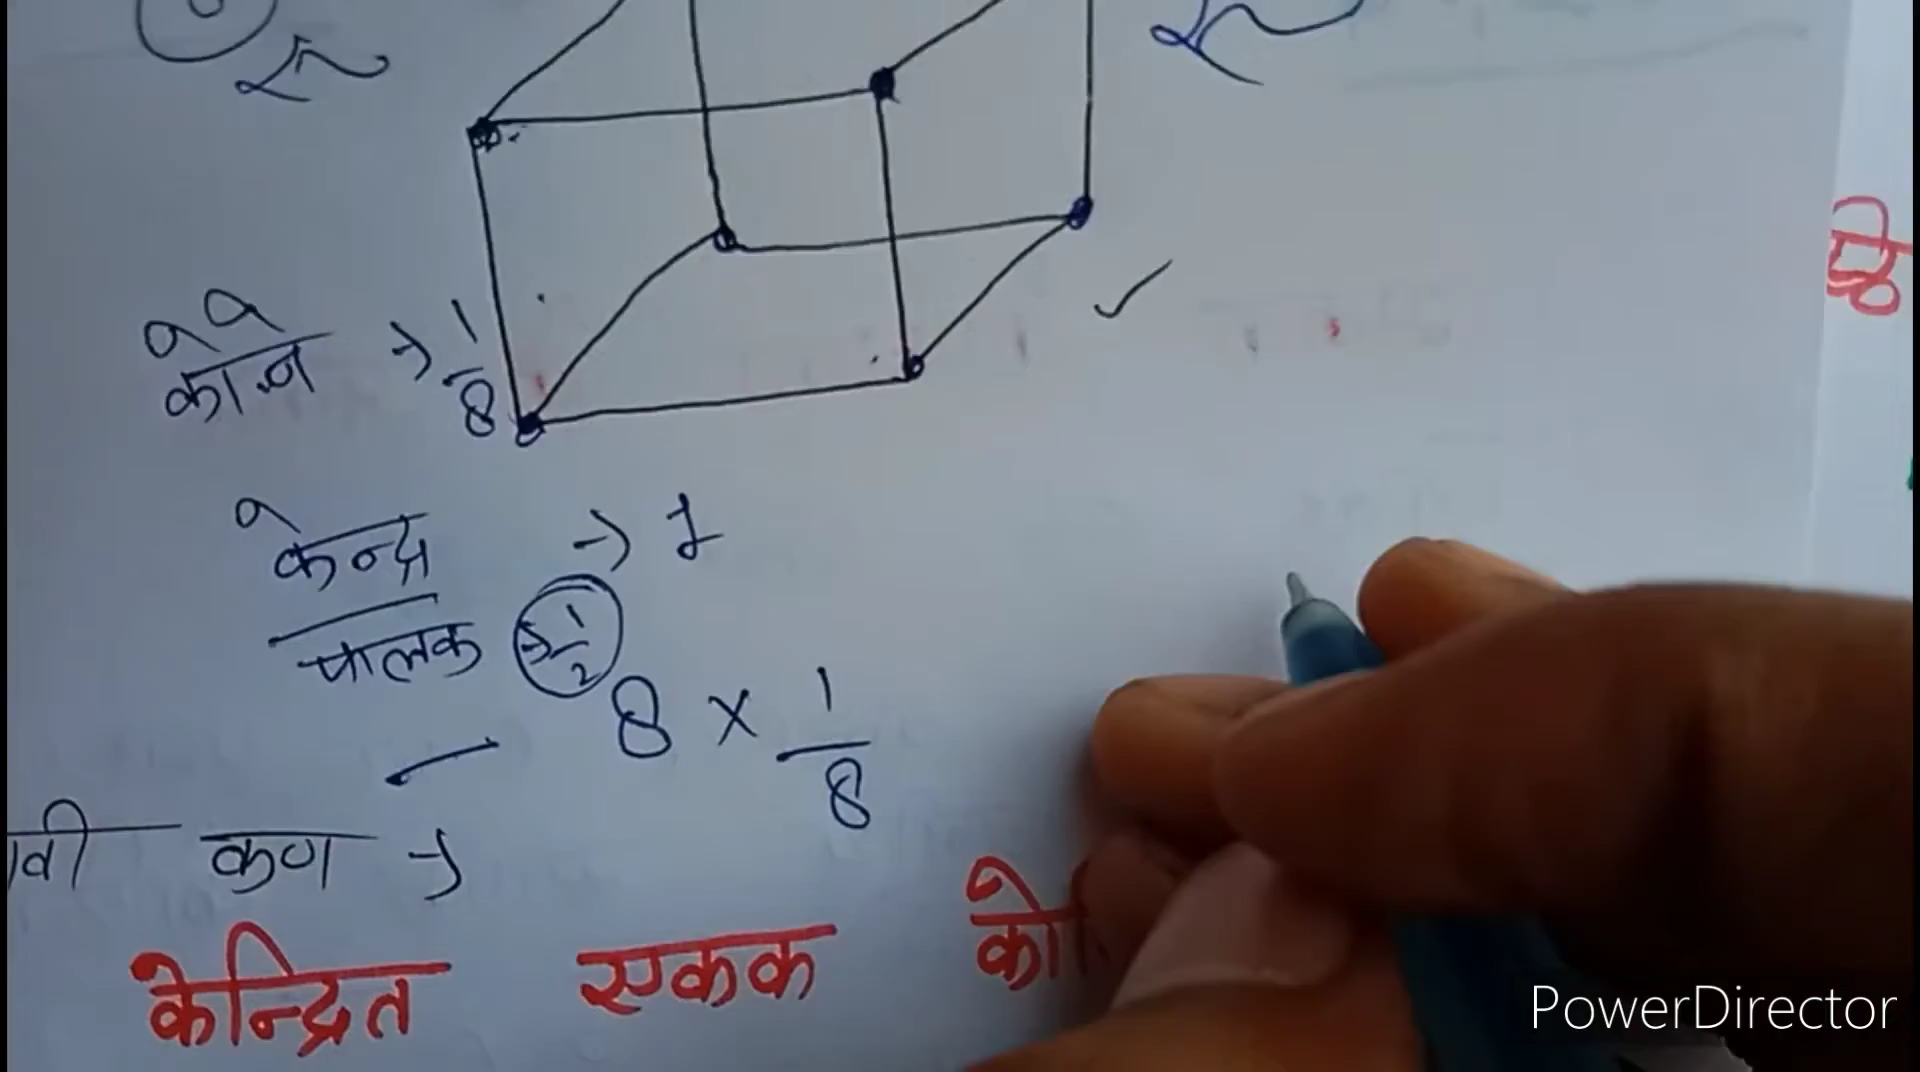 कोने → 1/8
केन्द्र → 1
फलक → 1/2
8 × 1/8
कण →
केन्द्रित एकक
PowerDirector